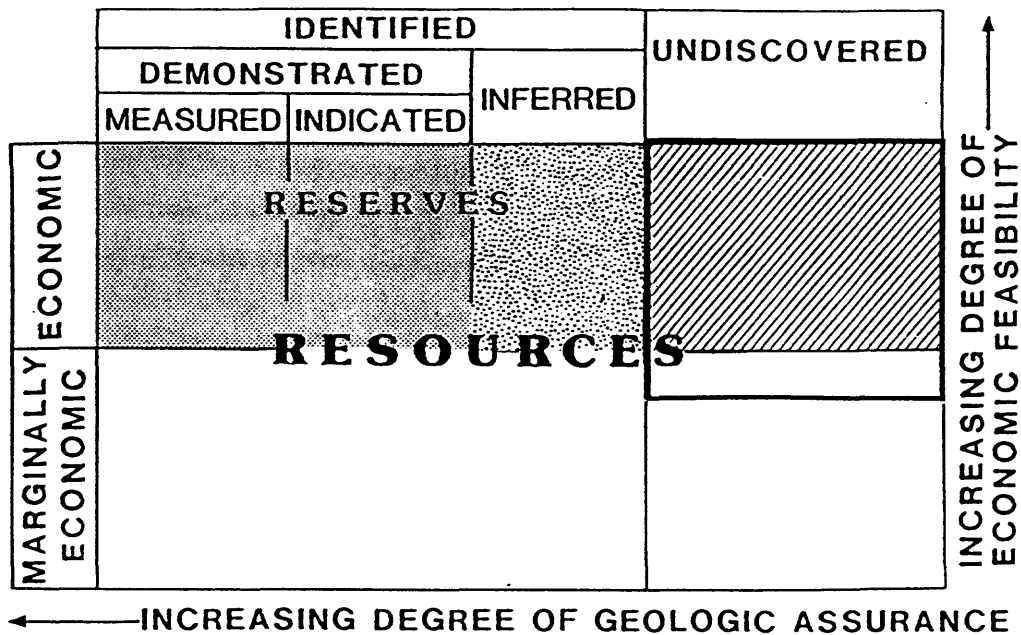 IDENTIFIED
UNDISCOVERED
DEMONSTRATED
INFERRED
MEASURED
INDICATED
ECONOMIC
RESERVES
RESOURCES
MARGINALLY
ECONOMIC
INCREASING DEGREE OF
ECONOMIC FEASIBILITY
INCREASING DEGREE OF GEOLOGIC ASSURANCE